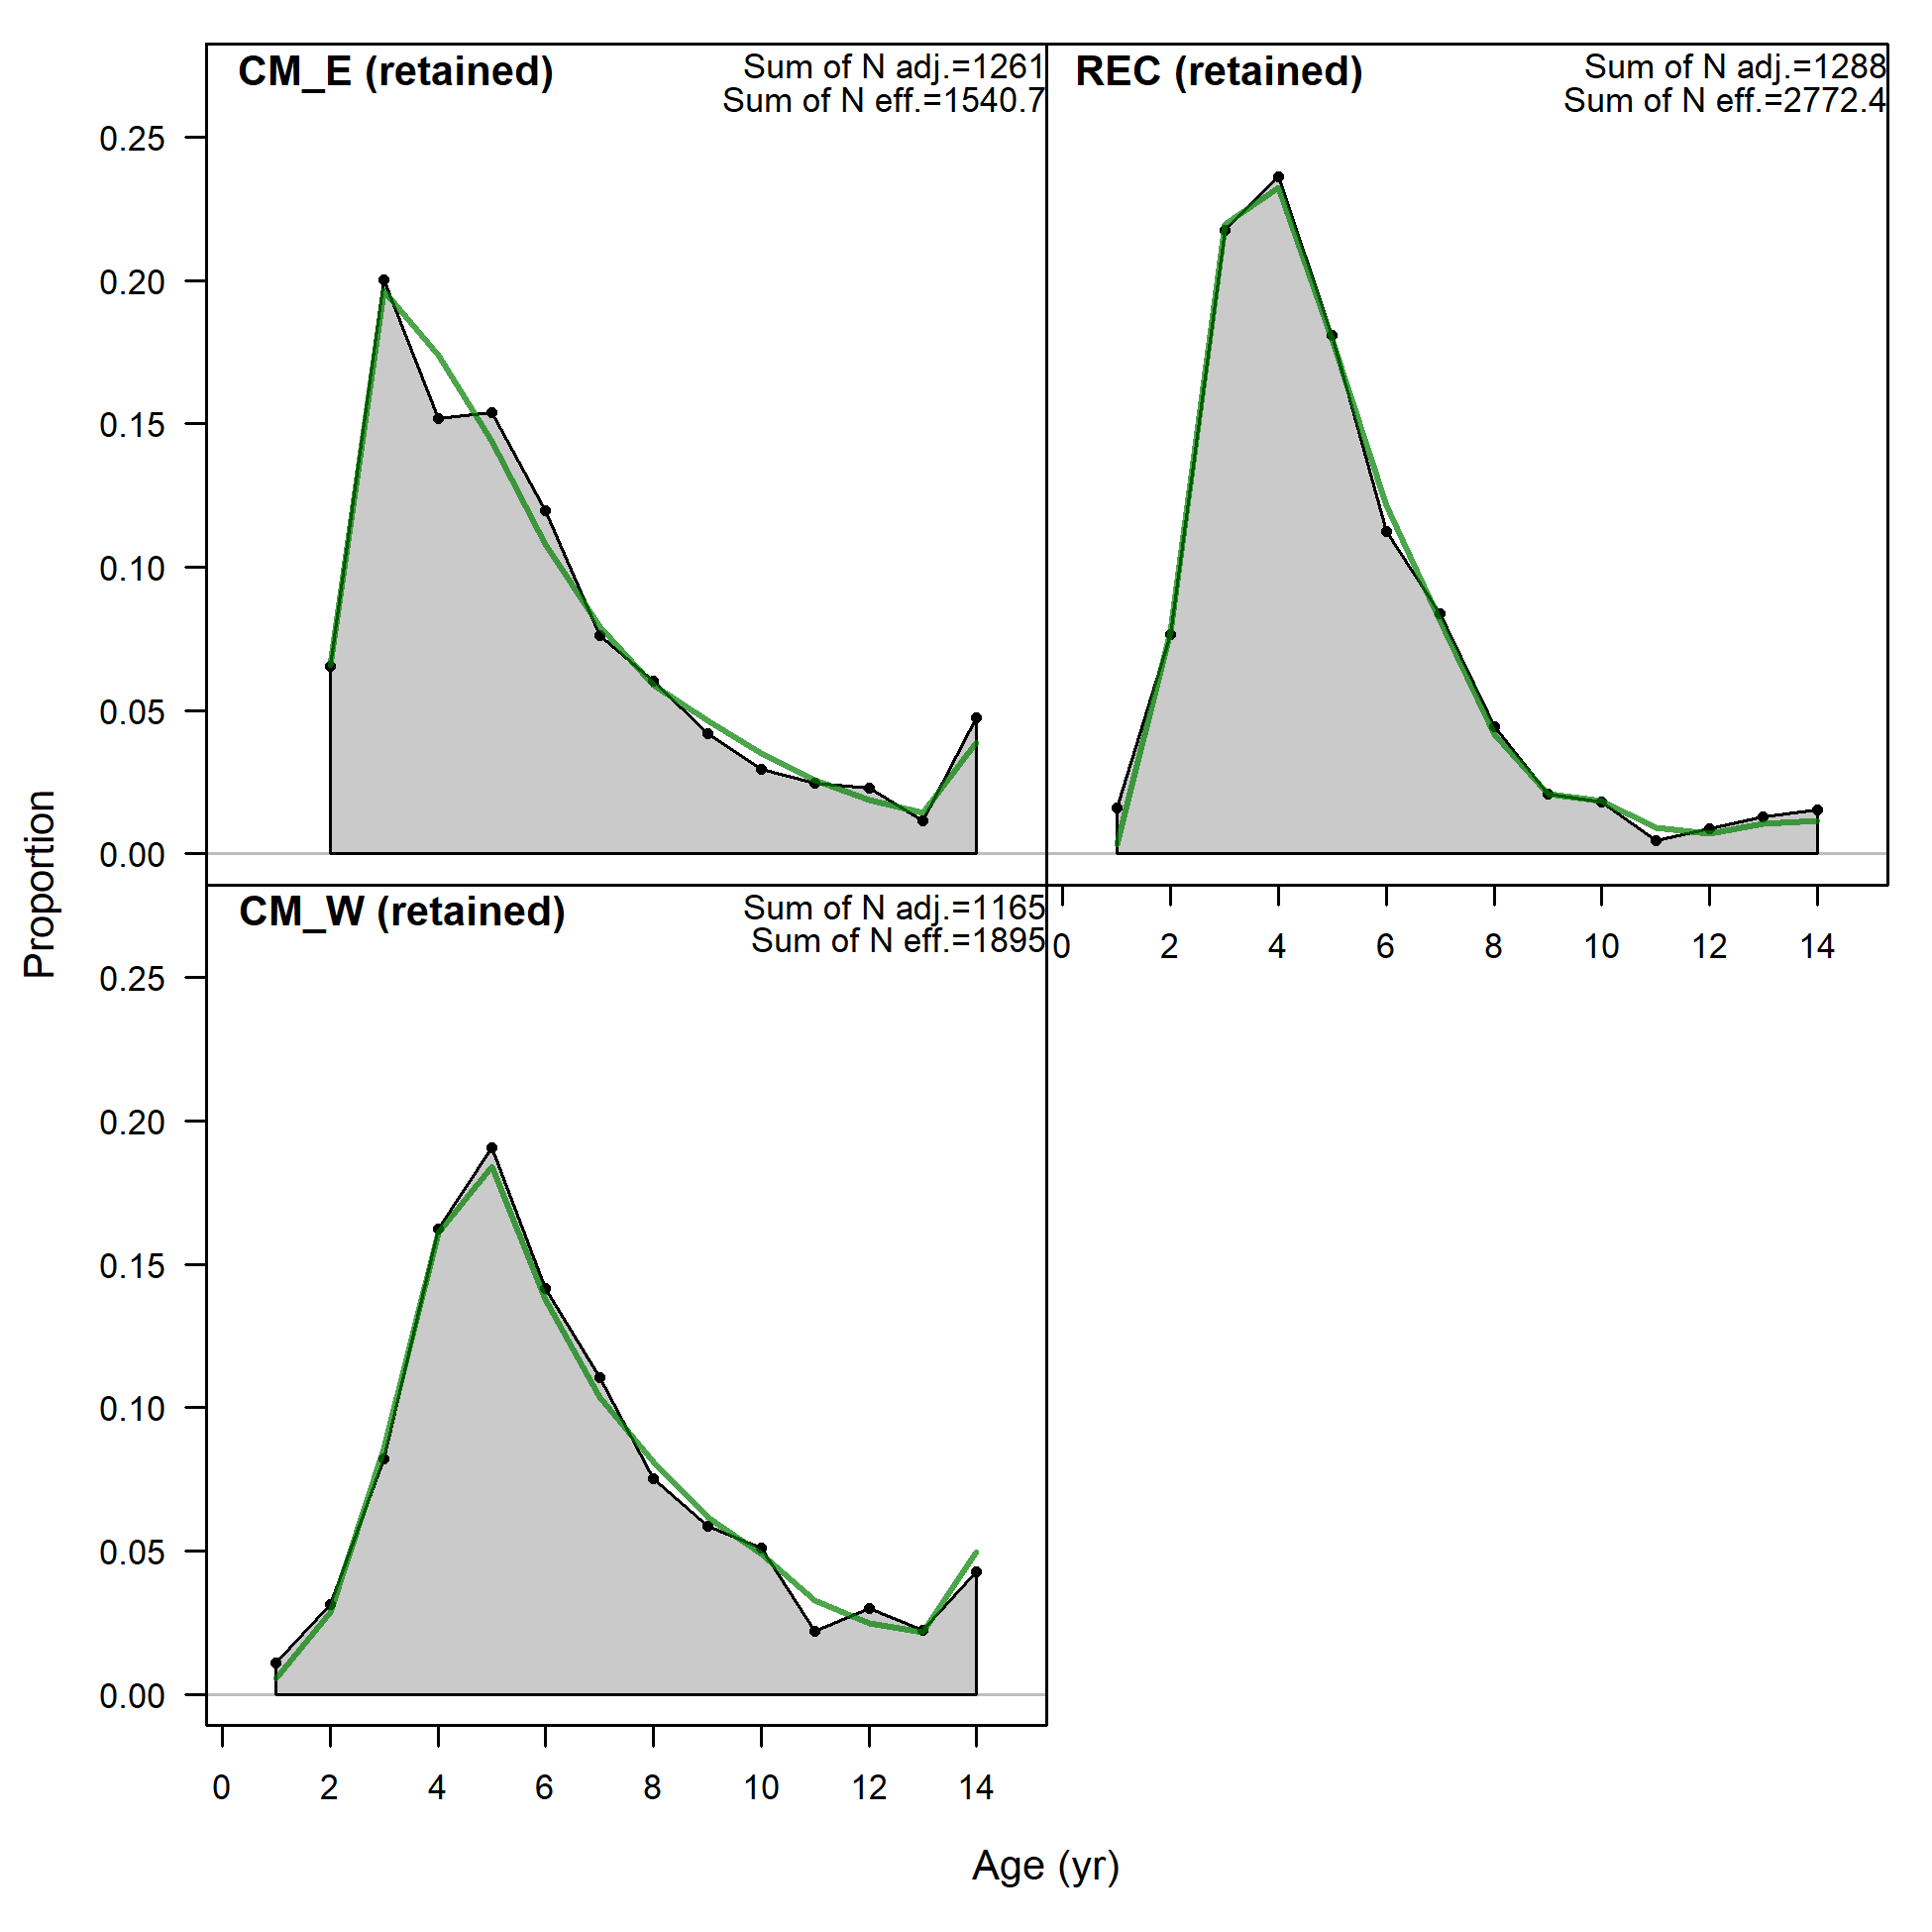 CM_E (retained)
Sum of N adj.=1261
Sum of N eff.=1540.7
REC (retained)
Sum of N adj.=1288
Sum of N eff.=2772.4
0.25
0.20
0.15
0.10
0.05
0.00
CM_W (retained)
Sum of N adj.=1165
Sum of N eff.=1895
0 2 4 6 8 10 12 14
0.25
0.20
0.15
0.10
0.05
0.00
0 2 4 6 8 10 12 14
Proportion
Age (yr)